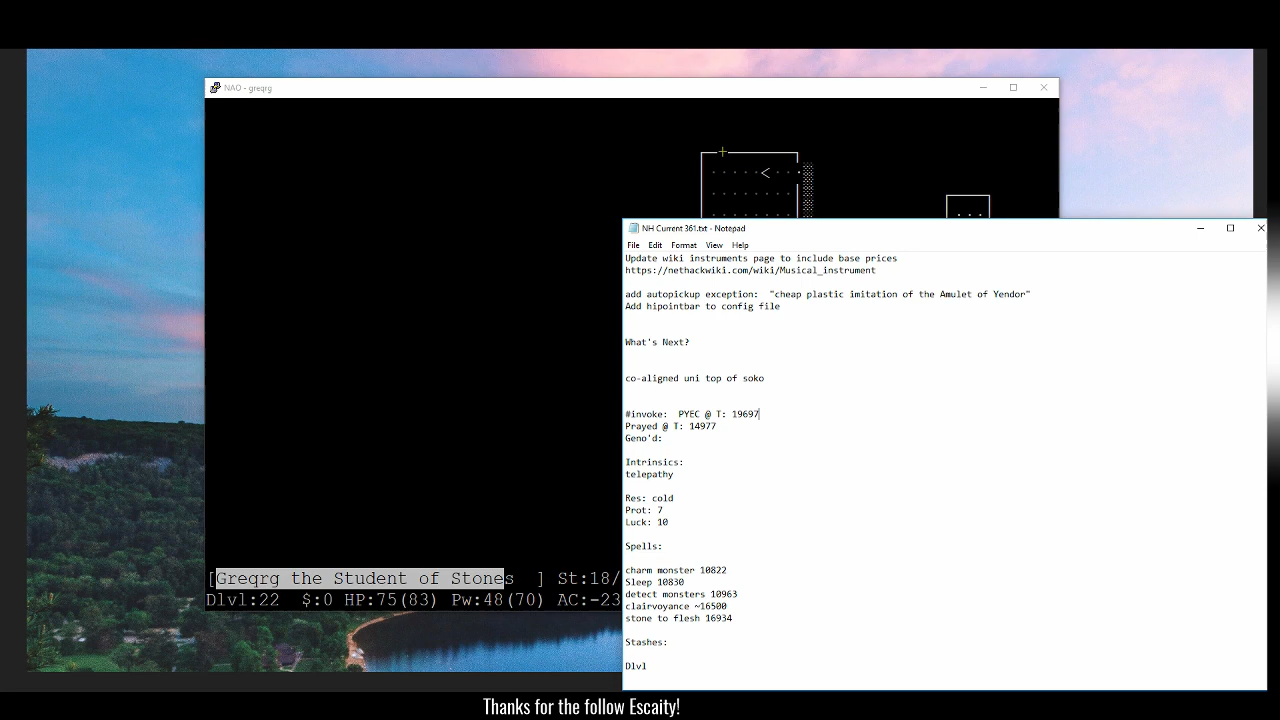 NAO - greqrg
NH Current 361.txt - Notepad
File Edit Format View Help
Update wiki instruments page to include base prices
https://nethackwiki.com/wiki/Musical_instrument
add autopickup exception: "cheap plastic imitation of the Amulet of Yendor"
Add hipointbar to config file
What's Next?
co-aligned uni top of soko
#invoke: PYEC @ T: 19697
Prayed @ T: 14977
Geno'd:
Intrinsics:
telepathy
Res: cold
Prot: 7
Luck: 10
Spells:
charm monster 10822
Sleep 10830
detect monsters 10963
clairvoyance ~16500
stone to flesh 16934
Stashes:
Dlvl
[Greqrg the Student of Stones ] St:18/
Dlvl:22 $:0 HP:75(83) Pw:48(70) AC:-23
Thanks for the follow Escaity!